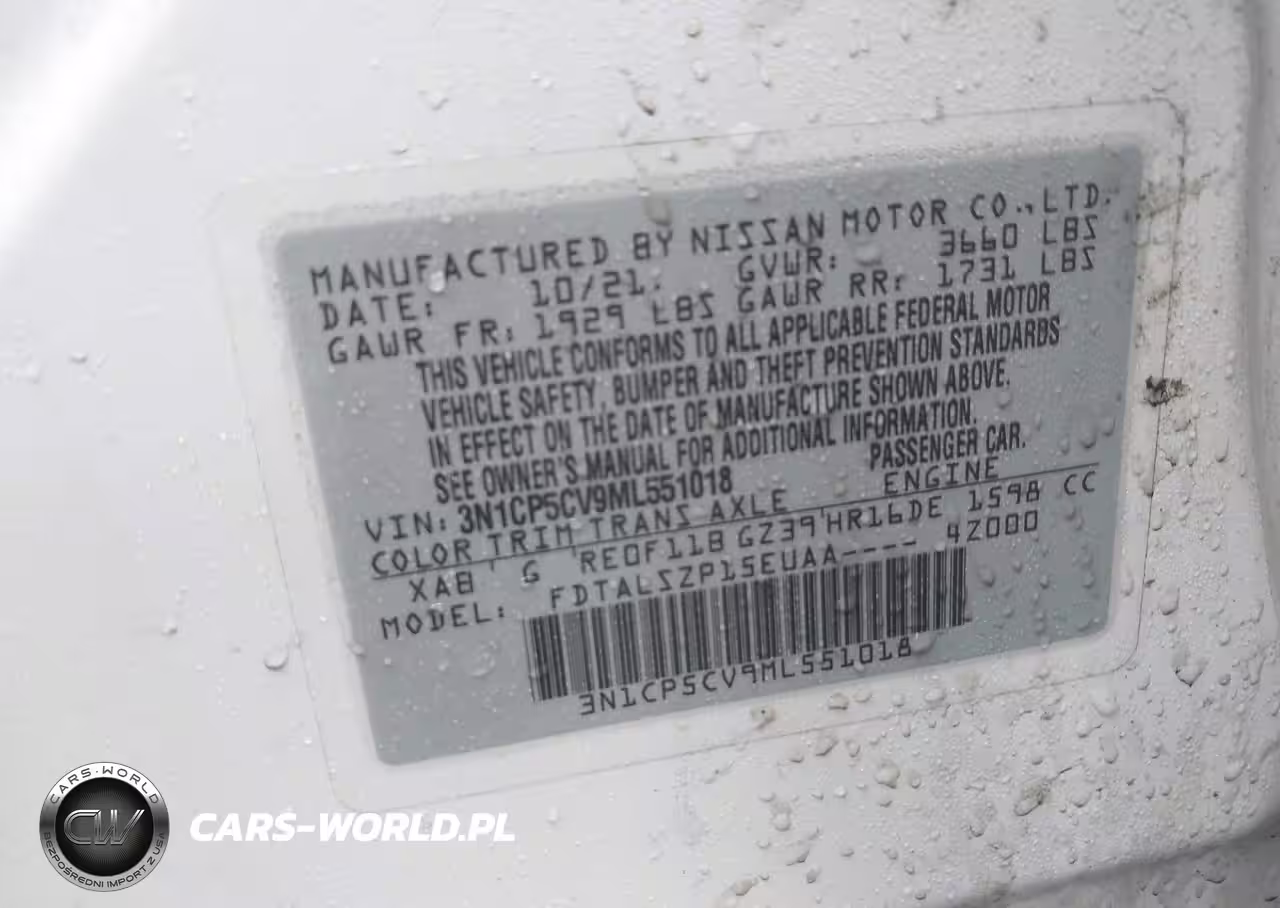 MANUFACTURED BY NISSAN MOTOR CO., LTD.
DATE: 10/21. GVWR: 3660 LBS
GAWR FR: 1929 LBS GAWR RR: 1731 LBS
THIS VEHICLE CONFORMS TO ALL APPLICABLE FEDERAL MOTOR
VEHICLE SAFETY, BUMPER AND THEFT PREVENTION STANDARDS
IN EFFECT ON THE DATE OF MANUFACTURE SHOWN ABOVE.
SEE OWNER'S MANUAL FOR ADDITIONAL INFORMATION.
VIN: 3N1CP5CV9ML551018 PASSENGER CAR.
COLOR TRIM TRANS AXLE ENGINE
XAB G RE0F11B GZ39 HR16DE 1598 CC
MODEL: FDTALSZP15EUAA---- 4Z000
3N1CP5CV9ML551018
CARS-WORLD
CW
BEZPOŚREDNI IMPORT Z USA
CARS-WORLD.PL